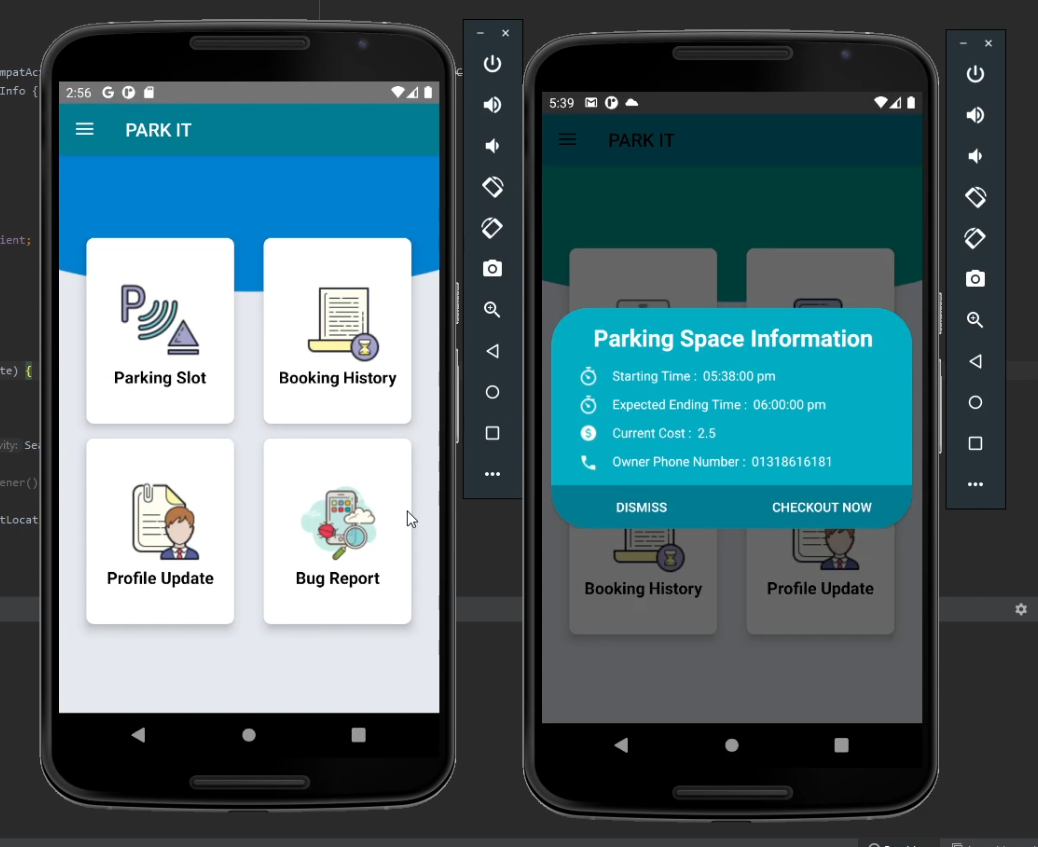 mpatAc
Info {
ient;
te) {
vity: Sea
ener()
tLocat
2:56
PARK IT
P
Parking Slot
Booking History
Profile Update
Bug Report
5:39
PARK IT
Parking Space Information
Starting Time : 05:38:00 pm
Expected Ending Time : 06:00:00 pm
Current Cost : 2.5
Owner Phone Number : 01318616181
DISMISS
CHECKOUT NOW
Booking History
Profile Update